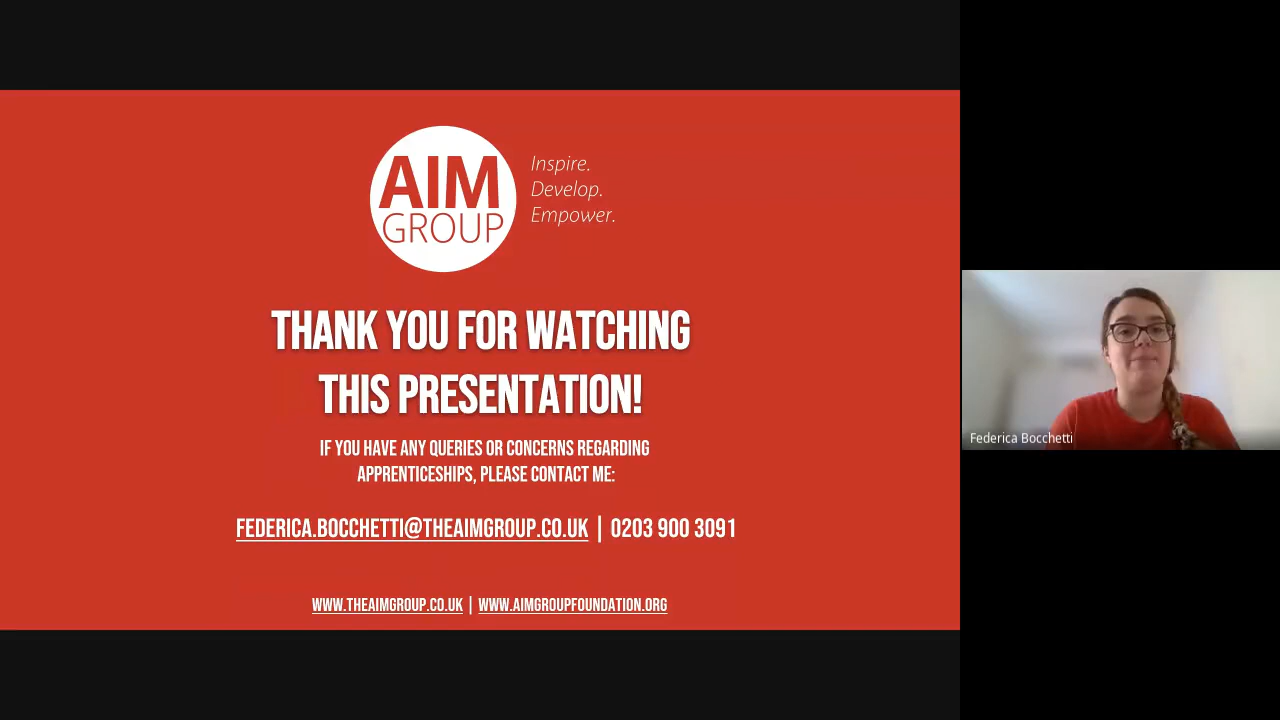 AIM
GROUP
Inspire.
Develop.
Empower.
THANK YOU FOR WATCHING
THIS PRESENTATION!
IF YOU HAVE ANY QUERIES OR CONCERNS REGARDING
APPRENTICESHIPS, PLEASE CONTACT ME:
FEDERICA.BOCCHETTI@THEAIMGROUP.CO.UK | 0203 900 3091
WWW.THEAIMGROUP.CO.UK | WWW.AIMGROUPFOUNDATION.ORG
Federica Bocchetti